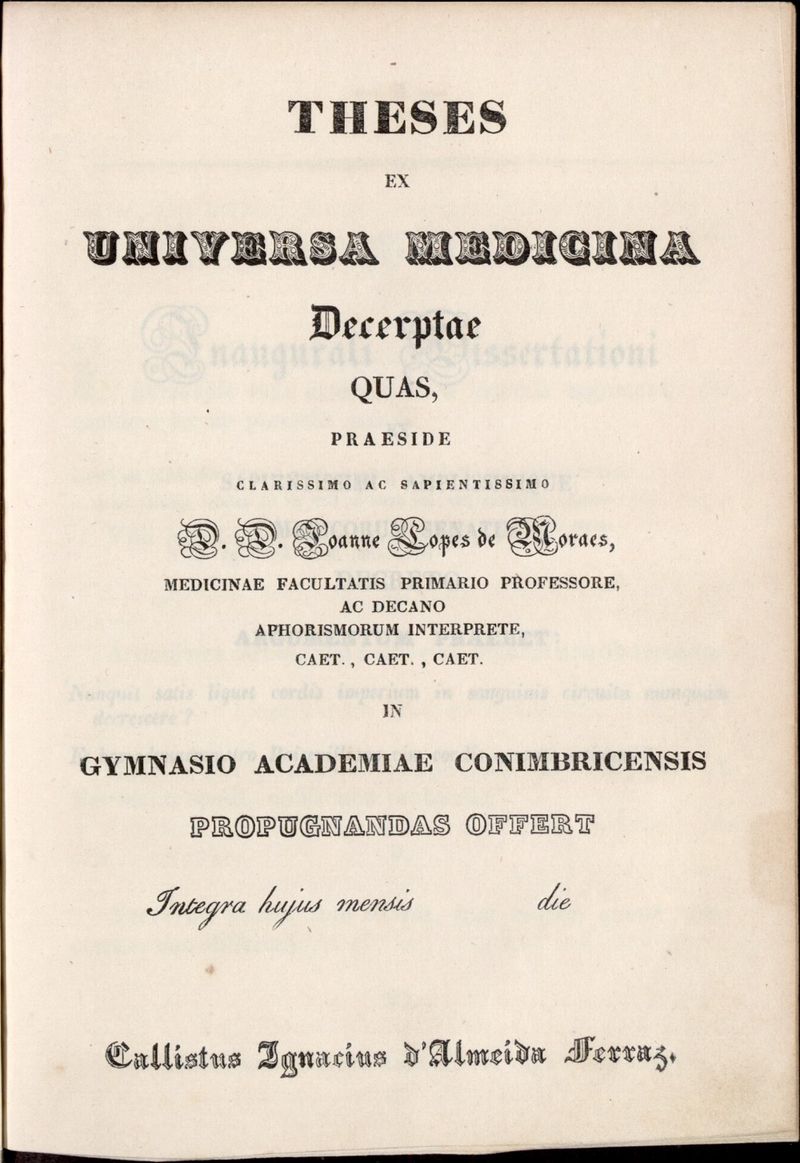 THESES
EX
UNIVERSA MEDICINA
Decerptae
QUAS,
PRAESIDE
CLARISSIMO AC SAPIENTISSIMO
D. D. Joanne Lopes de Moraes,
MEDICINAE FACULTATIS PRIMARIO PROFESSORE,
AC DECANO
APHORISMORUM INTERPRETE,
CAET., CAET., CAET.
IN
GYMNASIO ACADEMIAE CONIMBRICENSIS
PROPUGNANDAS OFFERT
Integra hujus mensis die
Callistus Ignacius d'Almeida Ferraz.